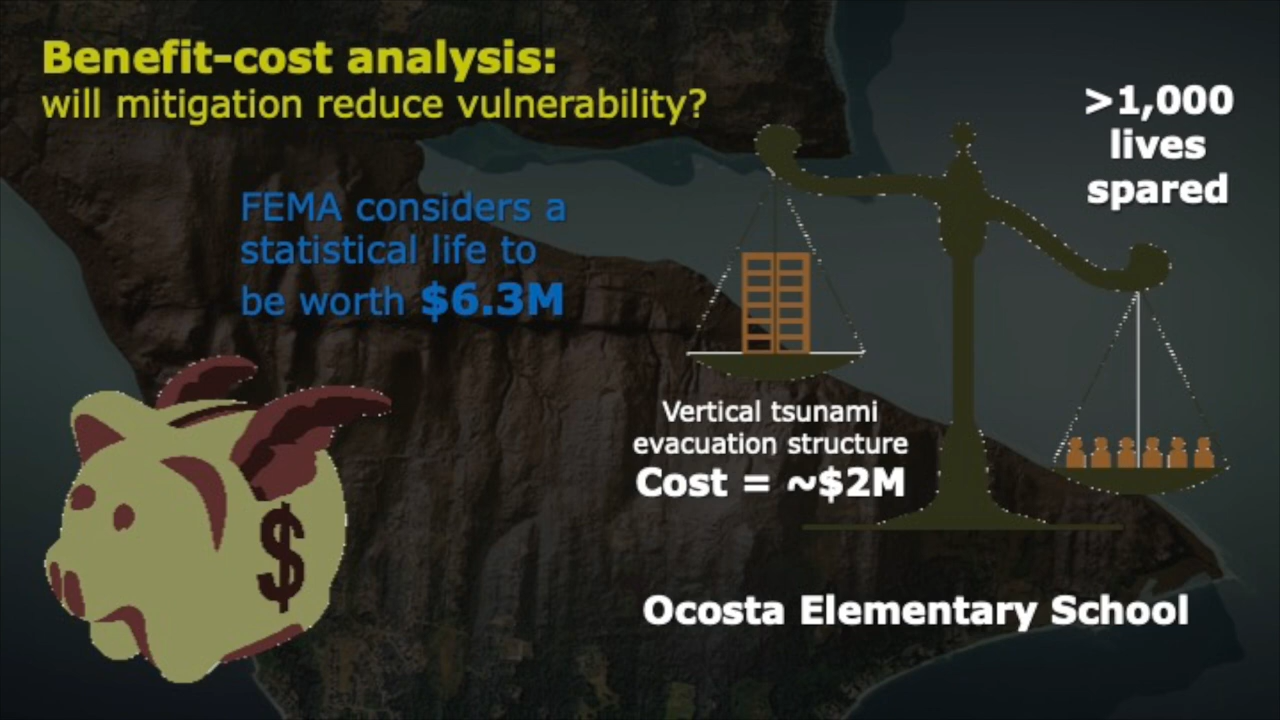 Benefit-cost analysis:
will mitigation reduce vulnerability?
>1,000
lives
spared
FEMA considers a
statistical life to
be worth $6.3M
Vertical tsunami
evacuation structure
Cost = ~$2M
$
Ocosta Elementary School